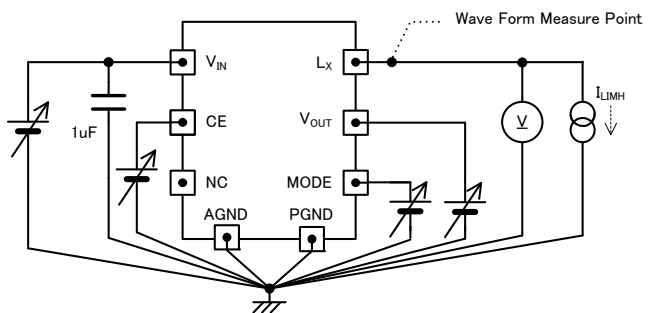 Wave Form Measure Point
VIN
LX
ILIMH
1uF
CE
VOUT
V
NC
MODE
AGND
PGND